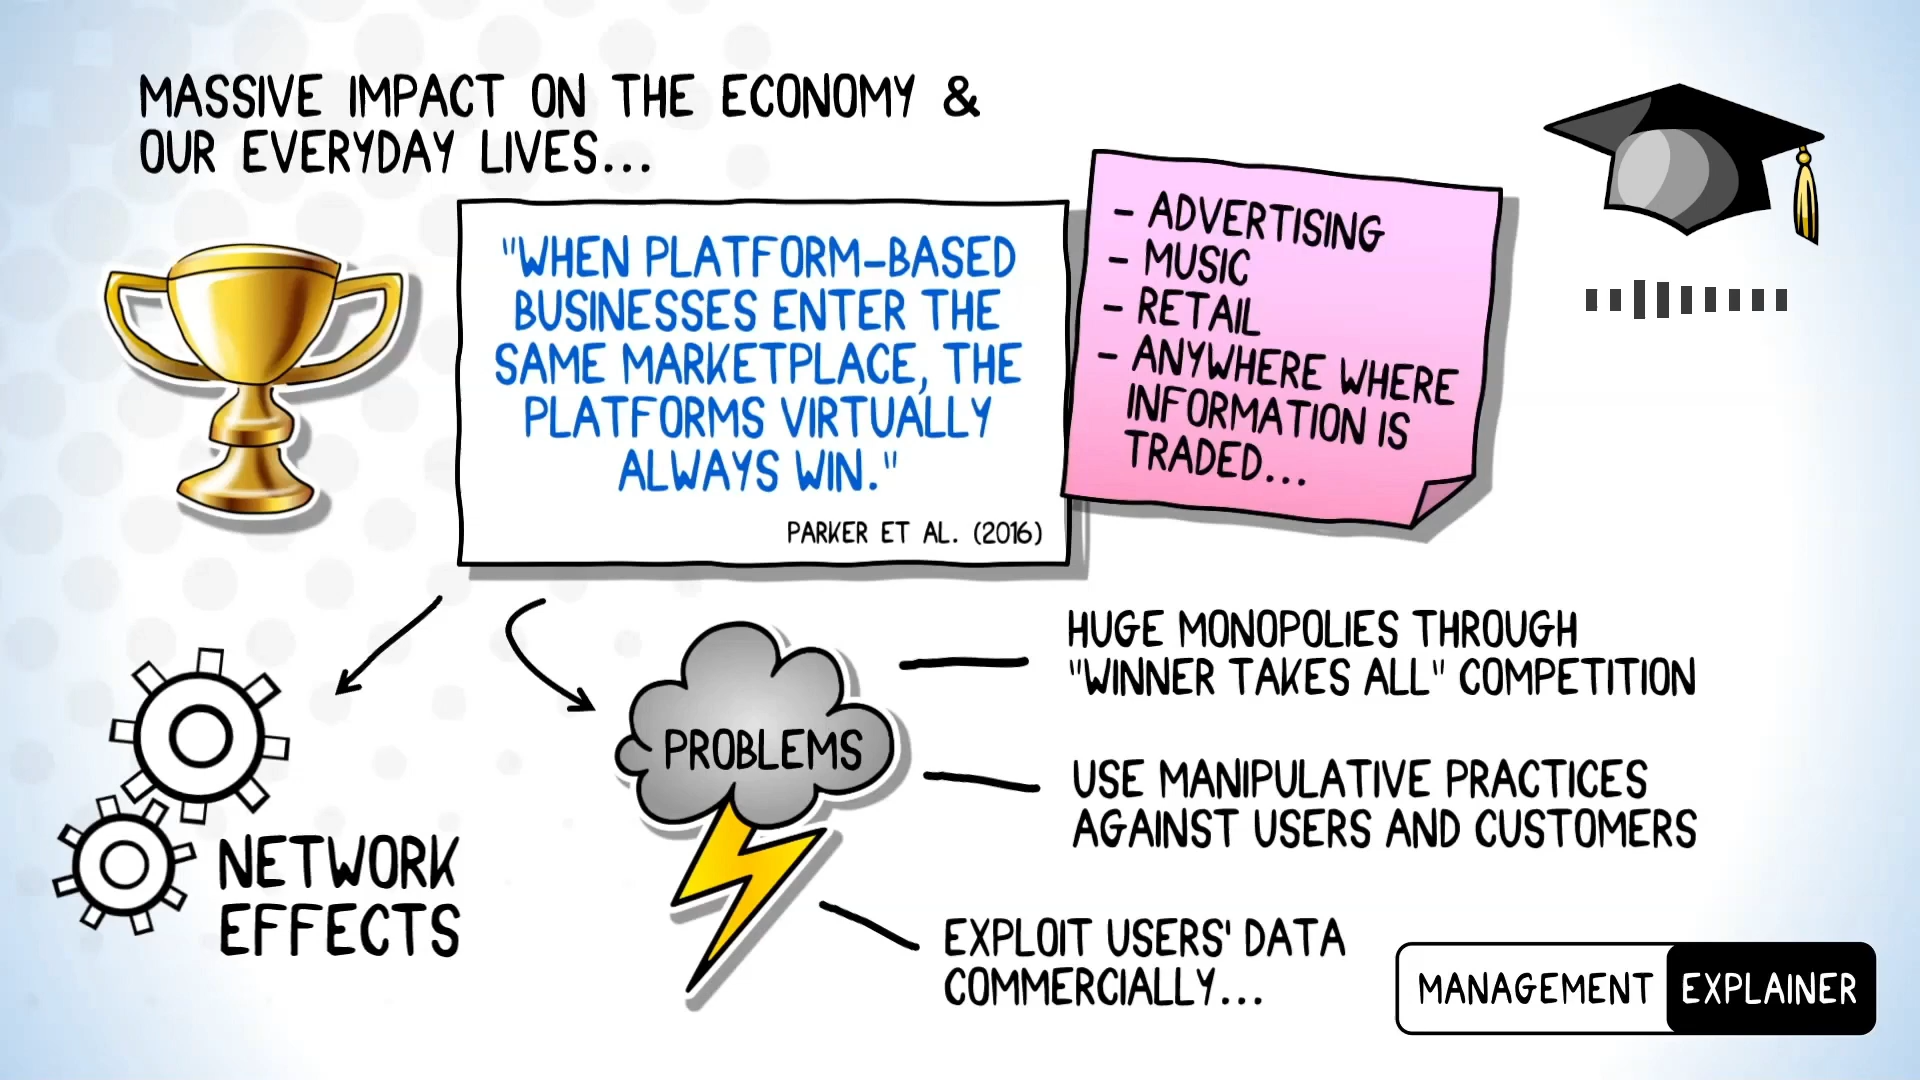 MASSIVE IMPACT ON THE ECONOMY &
OUR EVERYDAY LIVES...
"WHEN PLATFORM-BASED
BUSINESSES ENTER THE
SAME MARKETPLACE, THE
PLATFORMS VIRTUALLY
ALWAYS WIN."
PARKER ET AL. (2016)
- ADVERTISING
- MUSIC
- RETAIL
- ANYWHERE WHERE
INFORMATION IS
TRADED...
NETWORK
EFFECTS
PROBLEMS
HUGE MONOPOLIES THROUGH
"WINNER TAKES ALL" COMPETITION
USE MANIPULATIVE PRACTICES
AGAINST USERS AND CUSTOMERS
EXPLOIT USERS' DATA
COMMERCIALLY...
MANAGEMENT EXPLAINER